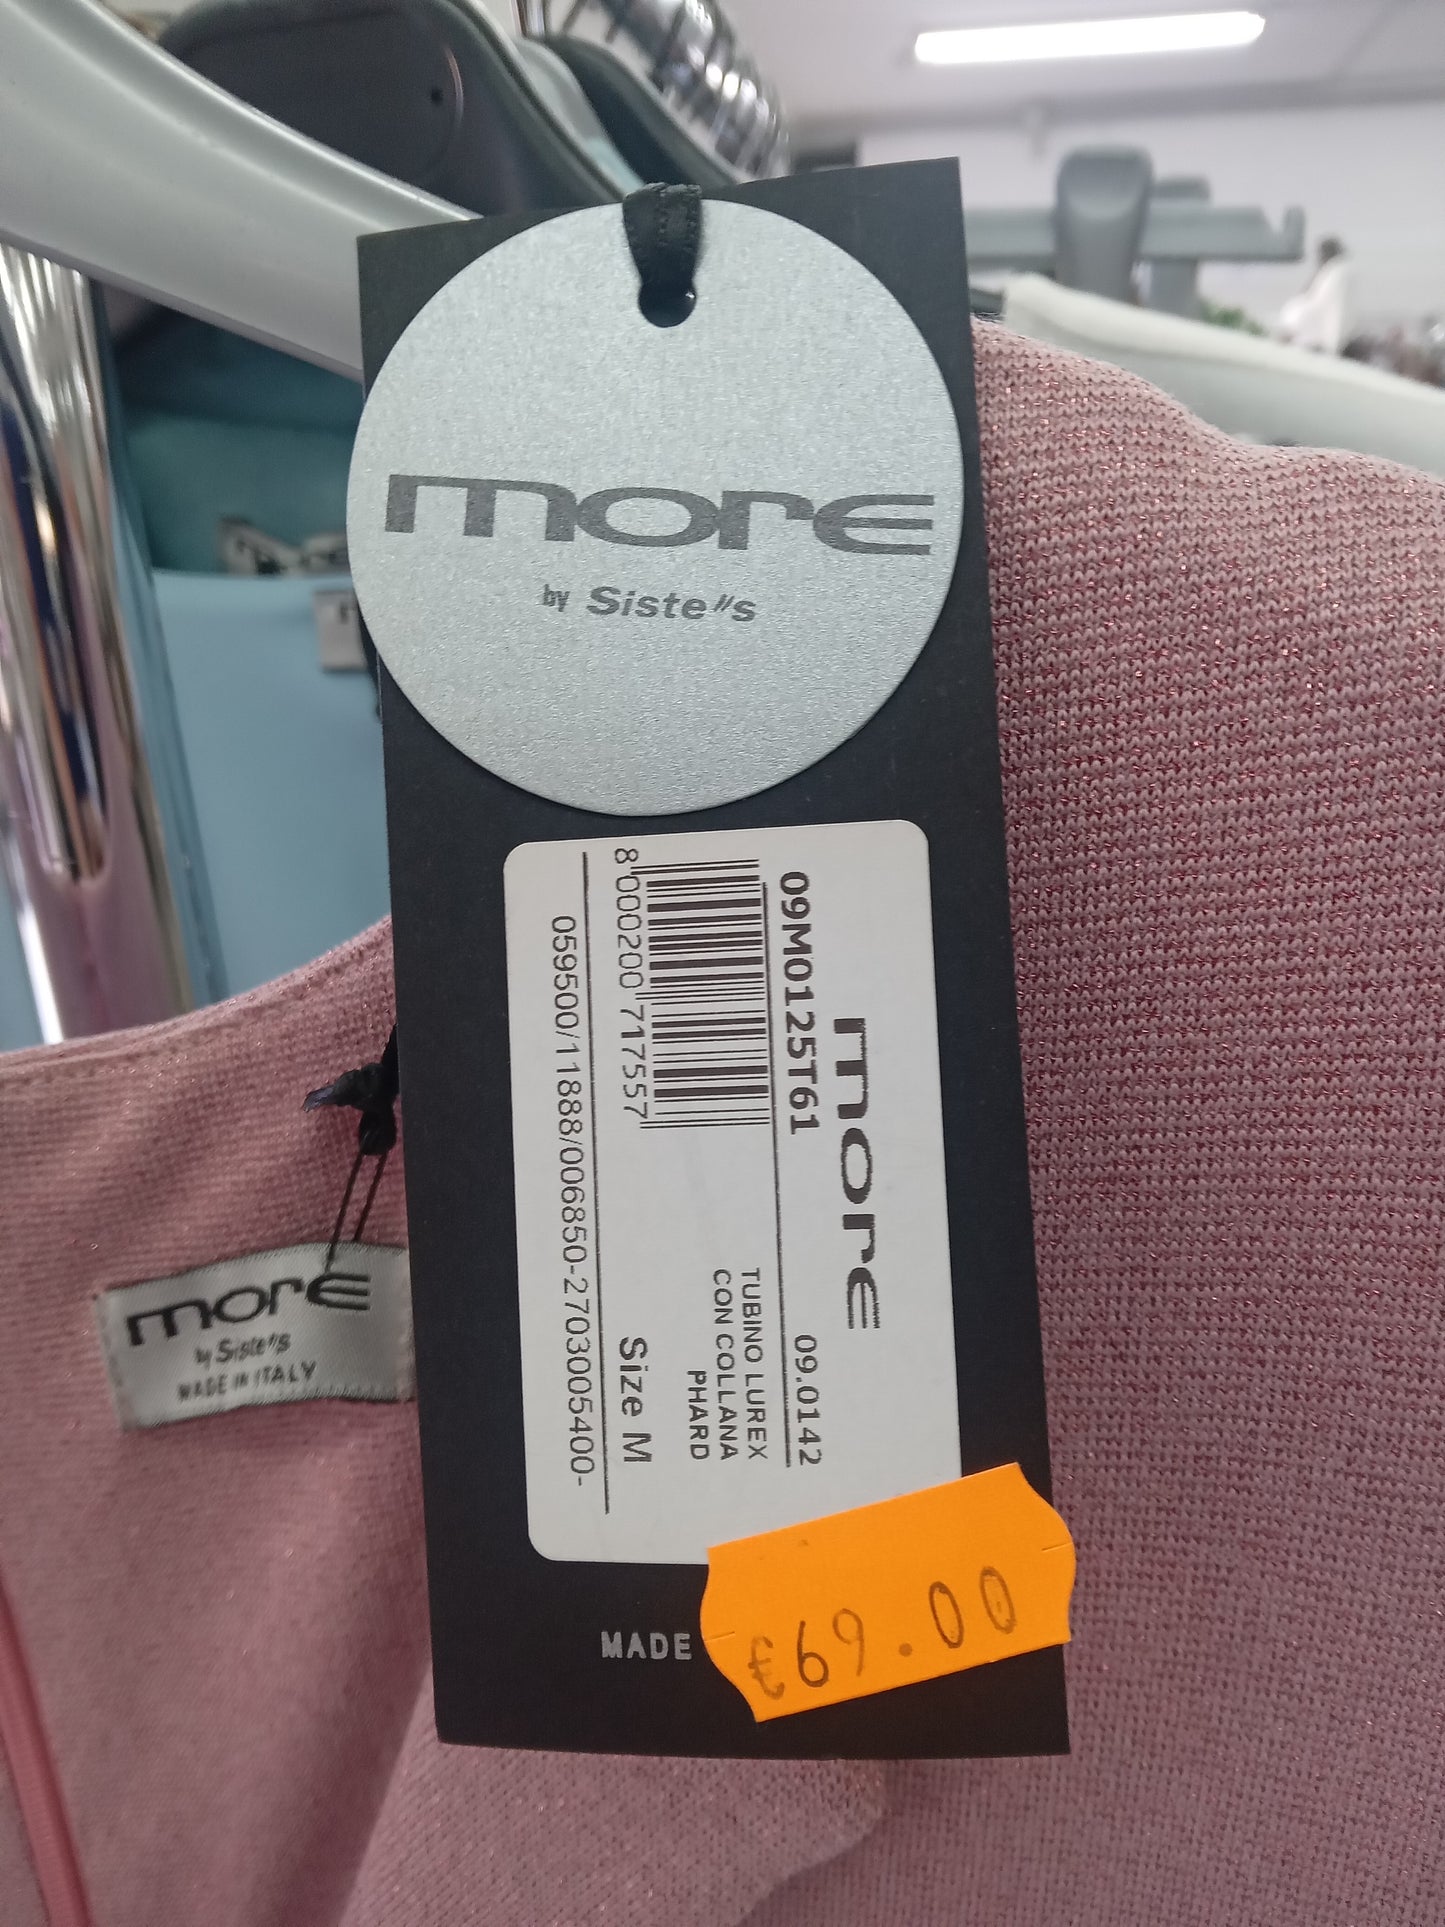 more
by Siste"s
more
09M0125T61 09.0142
TUBINO LUREX
CON COLLANA
PHARD
8 000200 717557
Size M
059500/11888/006850-2703005400-
MADE
€69.00
more
by Siste"s
MADE IN ITALY